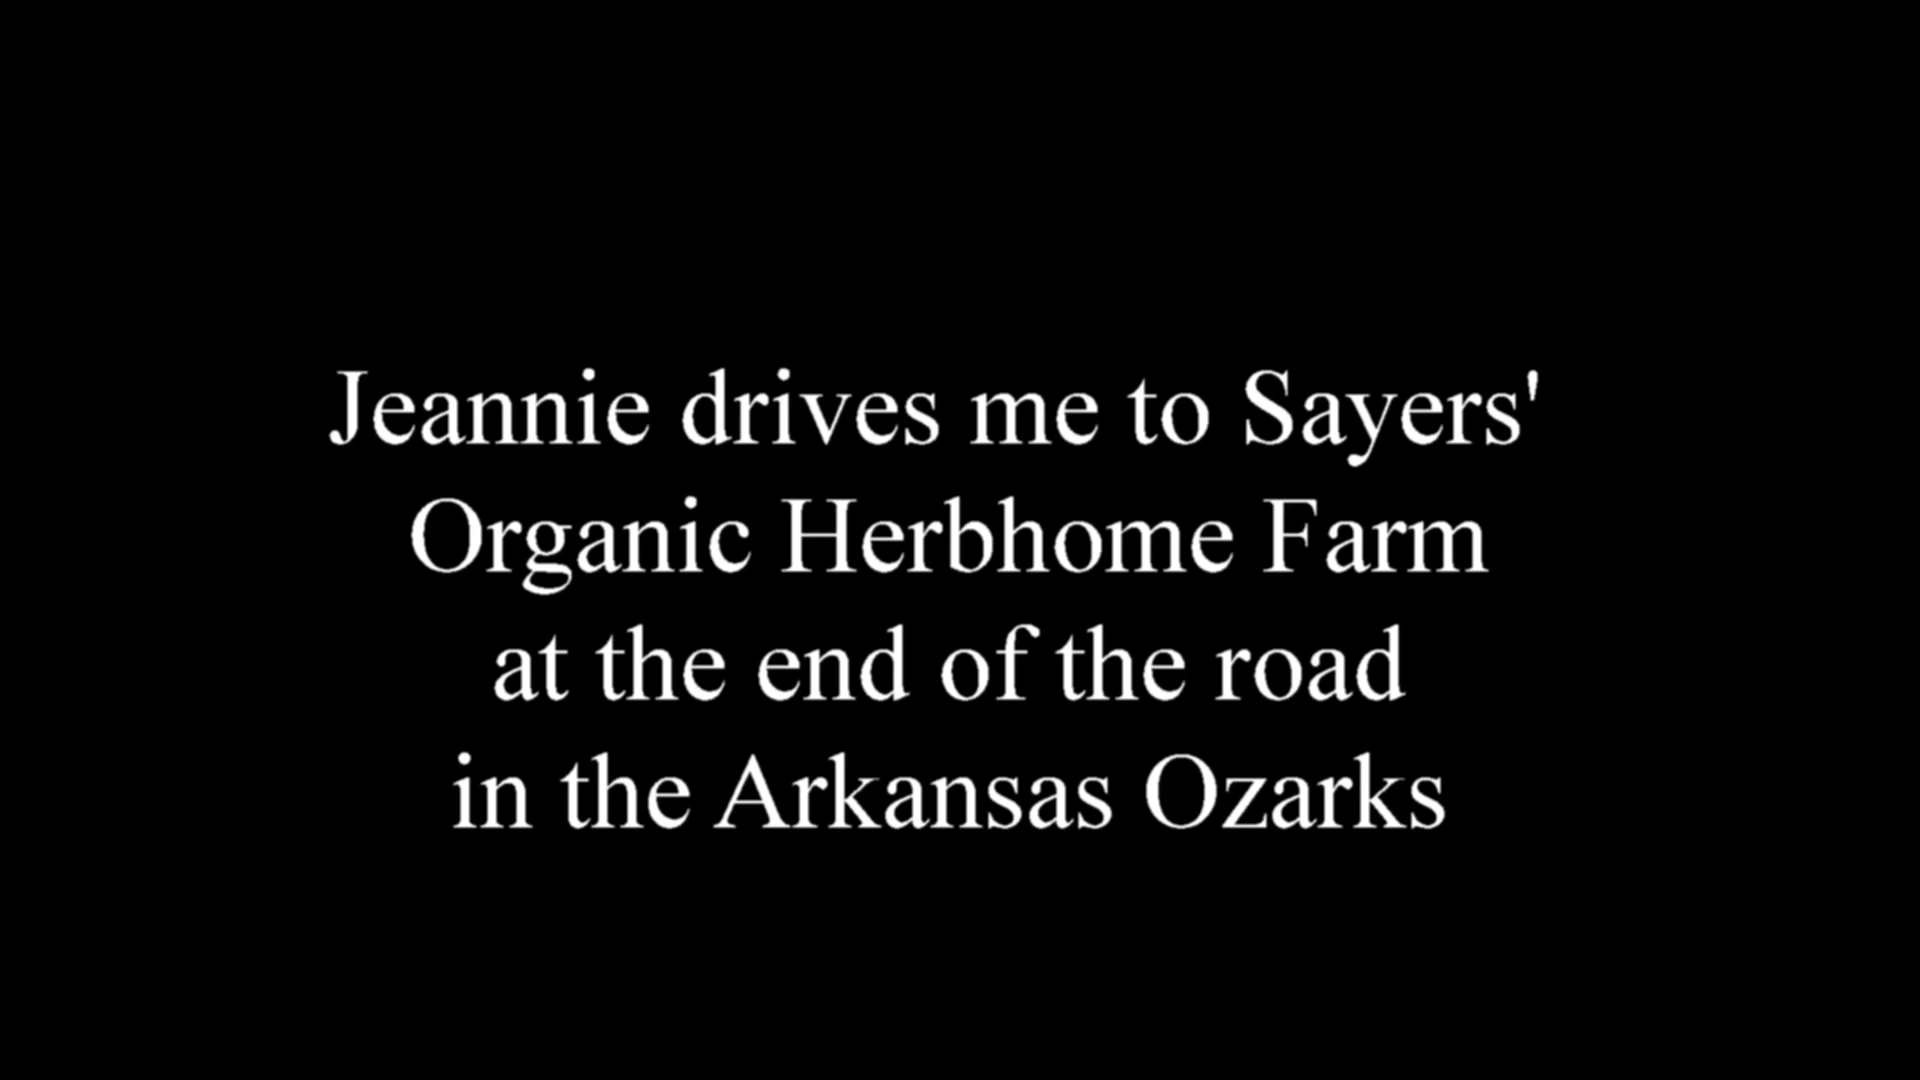 Jeannie drives me to Sayers'
Organic Herbhome Farm
at the end of the road
in the Arkansas Ozarks